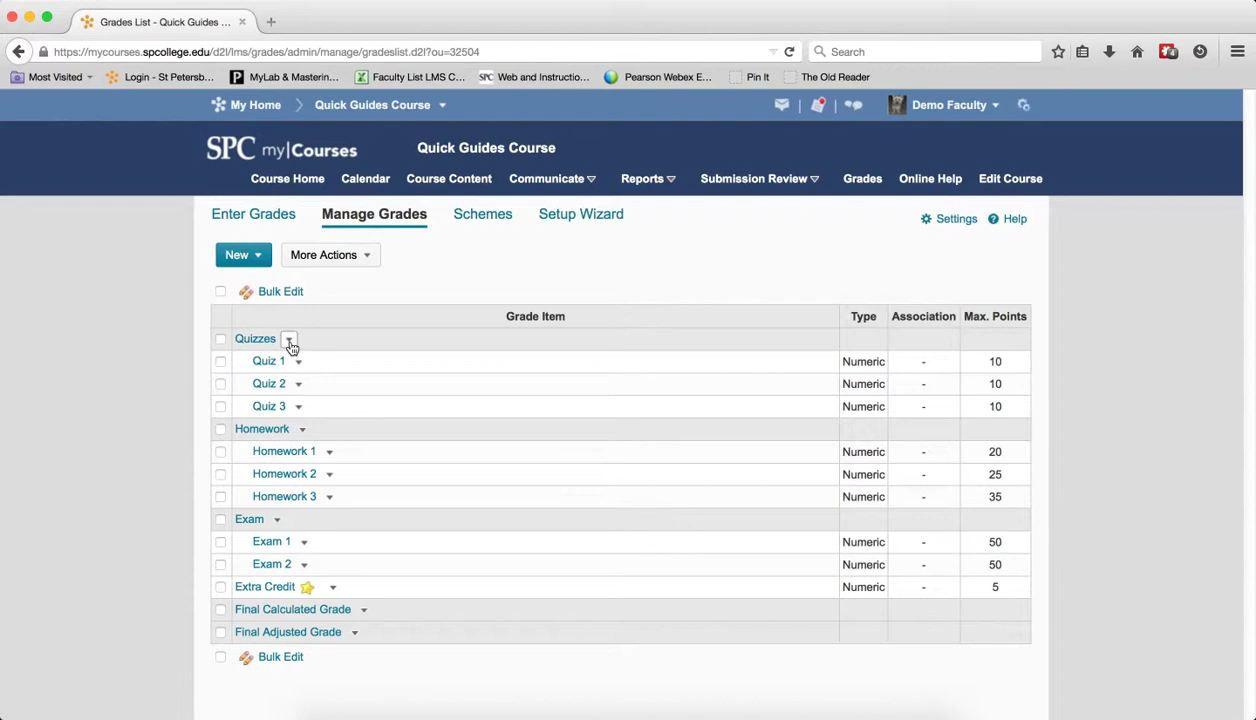 Grades List - Quick Guides ...
https://mycourses.spcollege.edu/d2l/lms/grades/admin/manage/gradeslist.d2l?ou=32504
Search
Most Visited
Login - St Petersb...
MyLab & Mastering...
Faculty List LMS C...
SPC Web and Instructio...
Pearson Webex E...
Pin It
The Old Reader
My Home
Quick Guides Course
Demo Faculty
SPC my|Courses
Quick Guides Course
Course Home Calendar Course Content Communicate Reports Submission Review Grades Online Help Edit Course
Enter Grades Manage Grades Schemes Setup Wizard
Settings Help
New More Actions
Bulk Edit
Grade Item Type Association Max. Points
Quizzes
Quiz 1 Numeric - 10
Quiz 2 Numeric - 10
Quiz 3 Numeric - 10
Homework
Homework 1 Numeric - 20
Homework 2 Numeric - 25
Homework 3 Numeric - 35
Exam
Exam 1 Numeric - 50
Exam 2 Numeric - 50
Extra Credit Numeric - 5
Final Calculated Grade
Final Adjusted Grade
Bulk Edit